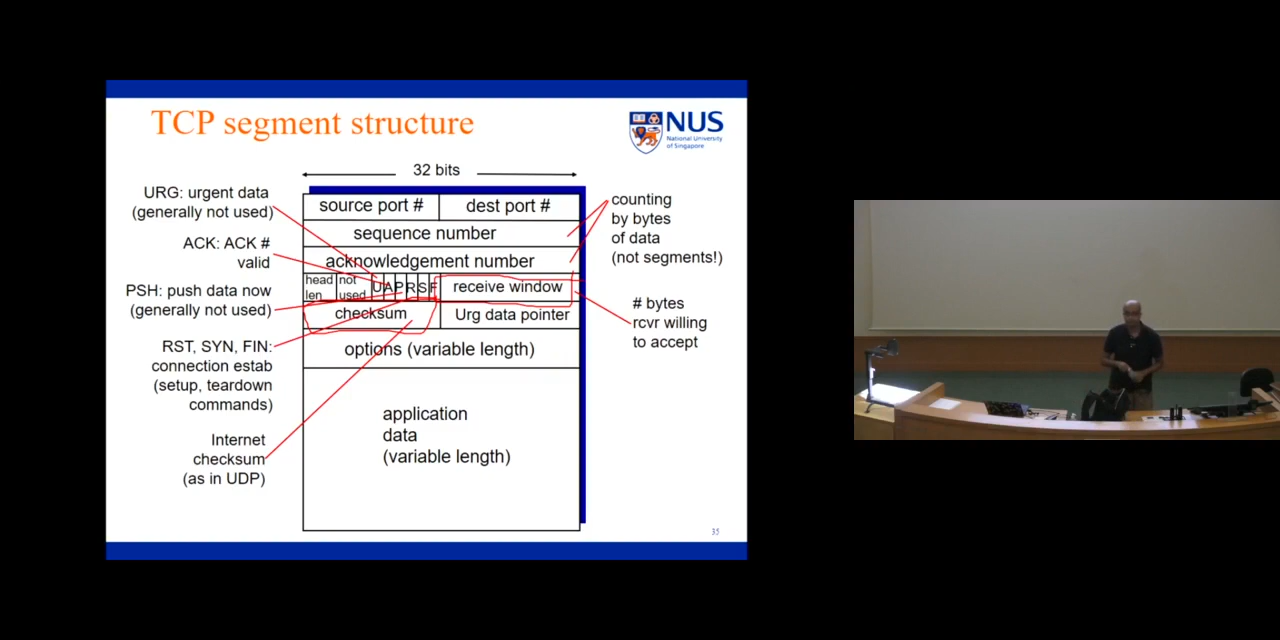 TCP segment structure
NUS
National University
of Singapore
32 bits
URG: urgent data
(generally not used)
ACK: ACK #
valid
PSH: push data now
(generally not used)
RST, SYN, FIN:
connection estab
(setup, teardown
commands)
Internet
checksum
(as in UDP)
source port #
dest port #
sequence number
acknowledgement number
head
len
not
used
U
A
P
R
S
F
receive window
checksum
Urg data pointer
options (variable length)
application
data
(variable length)
counting
by bytes
of data
(not segments!)
# bytes
rcvr willing
to accept
35